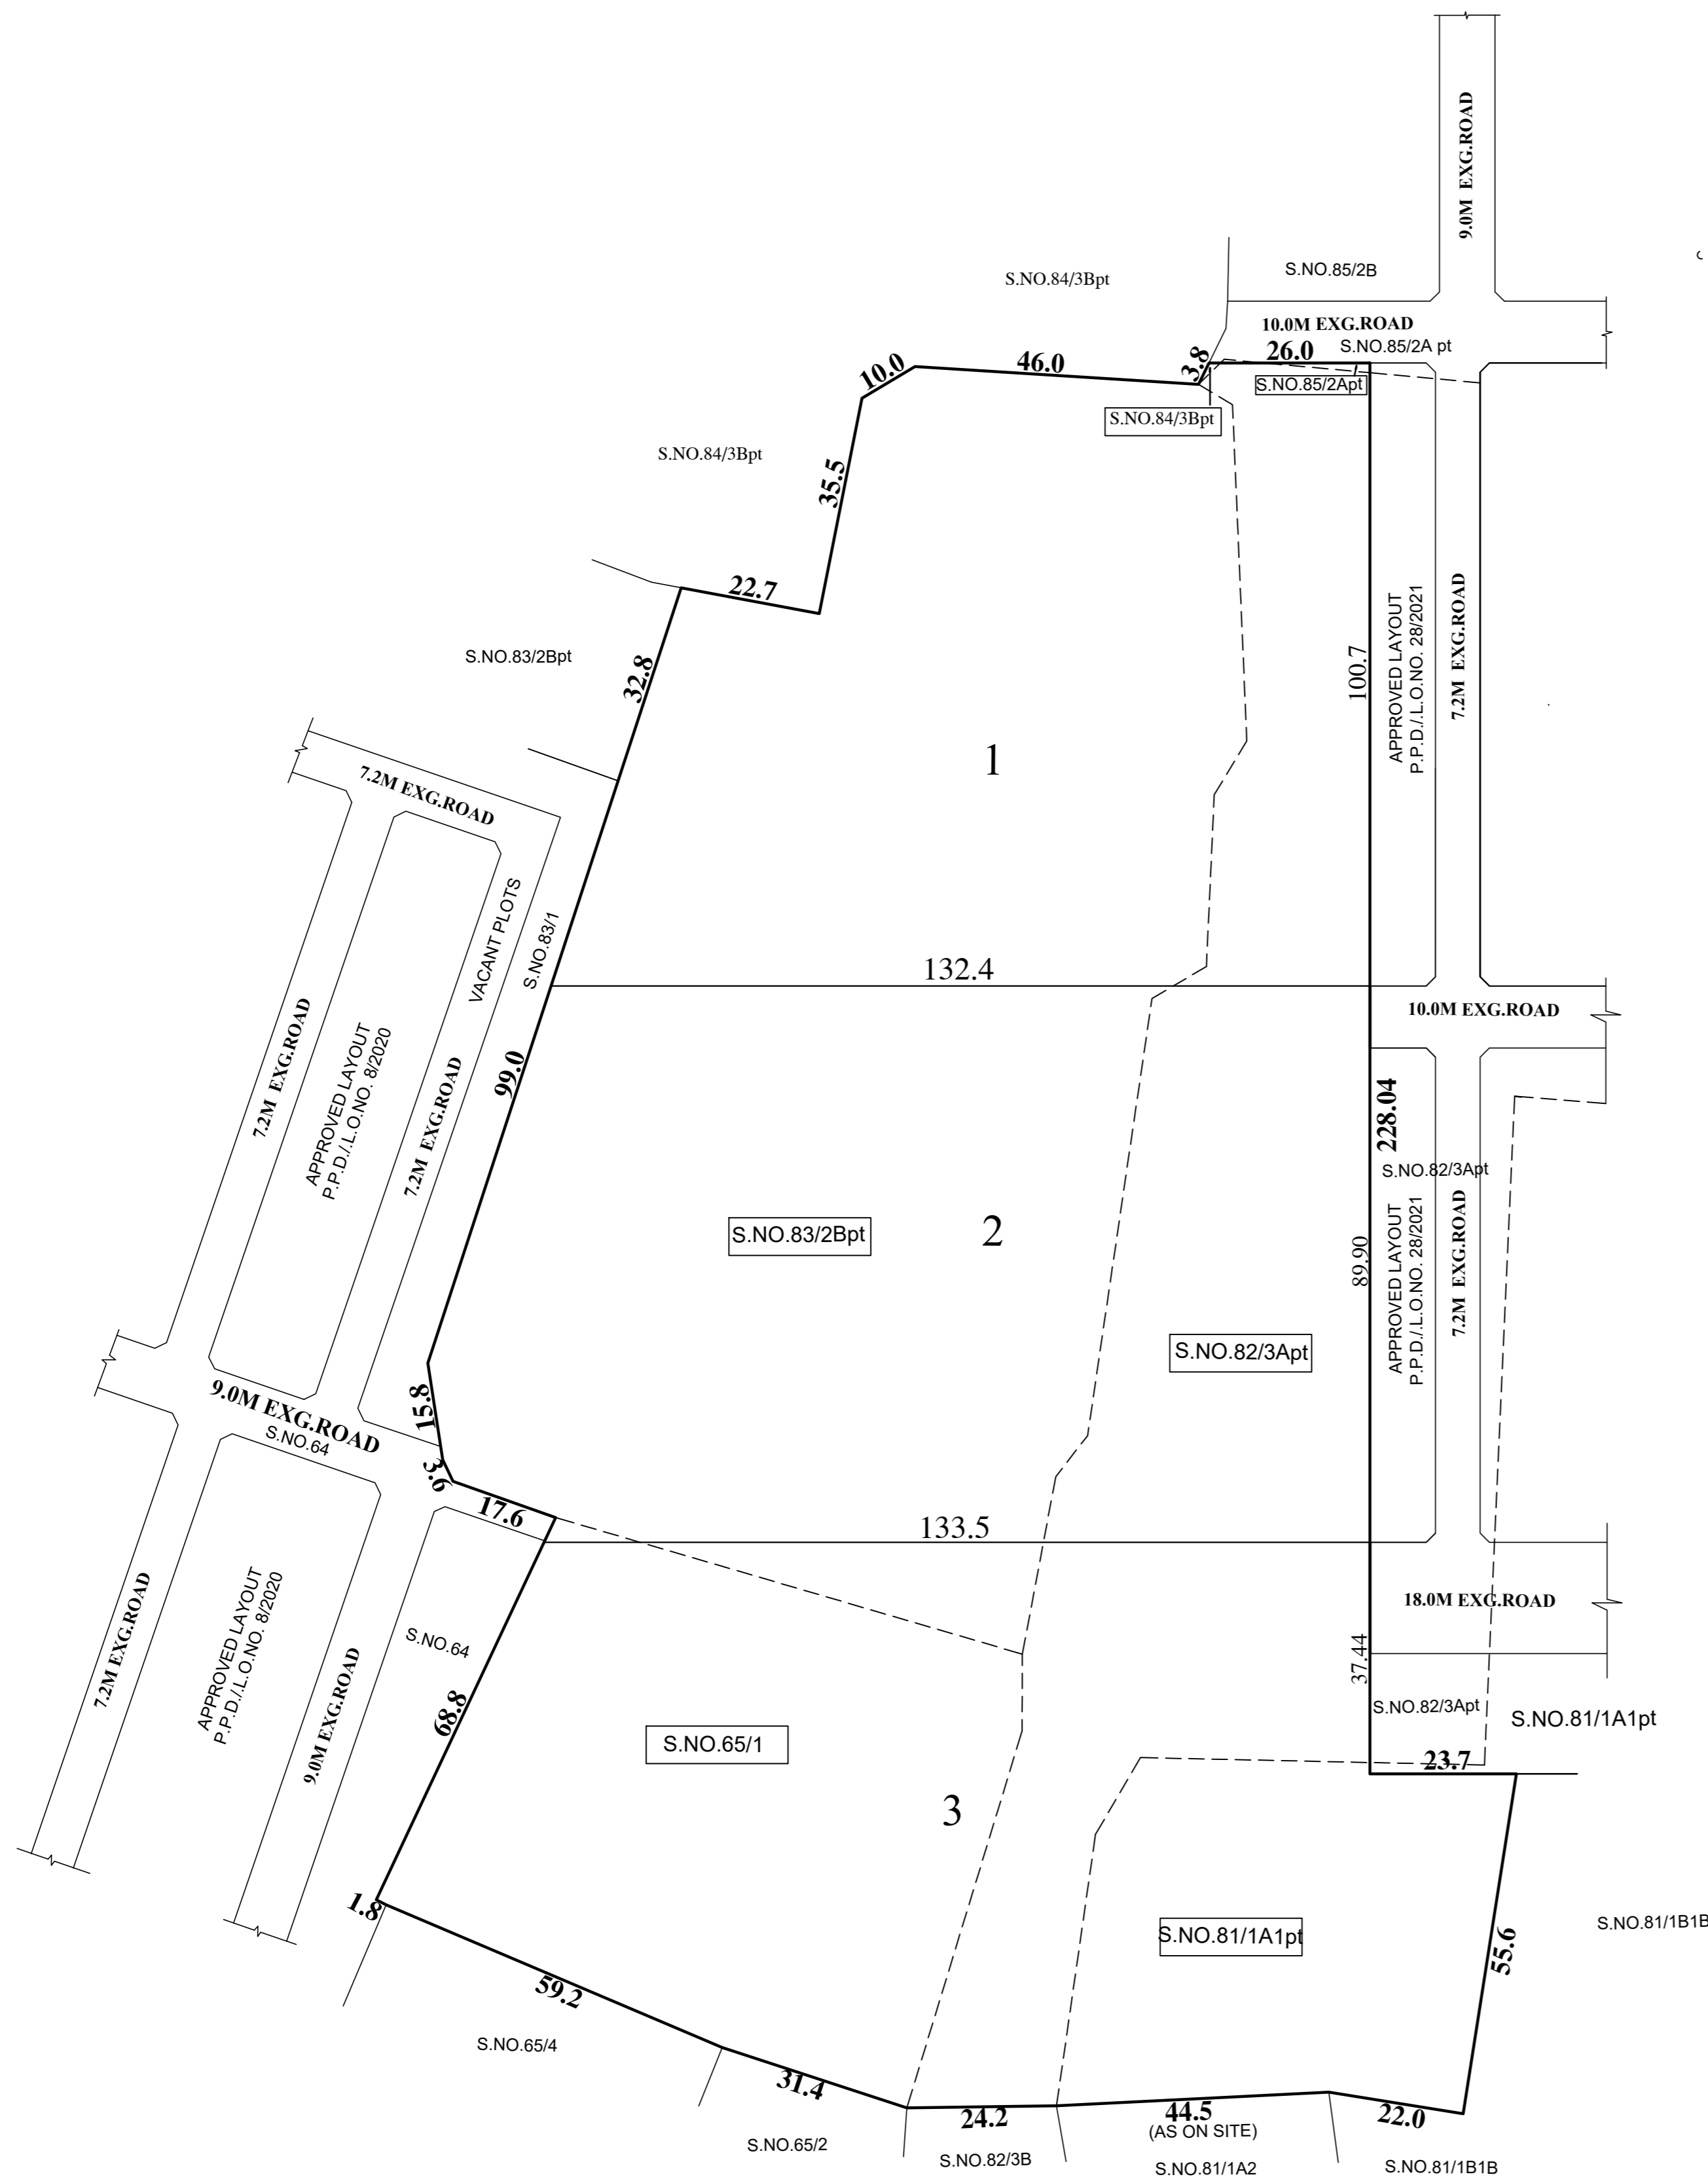 9.0M EXG.ROAD
S.NO.84/3Bpt
S.NO.85/2B
10.0M EXG.ROAD
S.NO.85/2A pt
10.0
46.0
3.8
26.0
S.NO.85/2Apt
S.NO.84/3Bpt
S.NO.84/3Bpt
35.5
22.7
S.NO.83/2Bpt
32.8
100.7
APPROVED LAYOUT
P.P.D./.L.O.NO. 28/2021
7.2M EXG.ROAD
1
7.2M EXG.ROAD
VACANT PLOTS
S.NO.83/1
132.4
10.0M EXG.ROAD
7.2M EXG.ROAD
APPROVED LAYOUT
P.P.D./.L.O.NO. 8/2020
7.2M EXG.ROAD
99.0
228.04
S.NO.82/3Apt
S.NO.83/2Bpt
2
89.90
APPROVED LAYOUT
P.P.D./.L.O.NO. 28/2021
7.2M EXG.ROAD
S.NO.82/3Apt
9.0M EXG.ROAD
S.NO.64
15.8
3.6
17.6
133.5
18.0M EXG.ROAD
7.2M EXG.ROAD
APPROVED LAYOUT
P.P.D./.L.O.NO. 8/2020
9.0M EXG.ROAD
S.NO.64
68.8
37.44
S.NO.82/3Apt
S.NO.81/1A1pt
S.NO.65/1
23.7
3
1.8
S.NO.81/1A1pt
55.6
S.NO.81/1B1B
59.2
S.NO.65/4
31.4
24.2
44.5
(AS ON SITE)
22.0
S.NO.65/2
S.NO.82/3B
S.NO.81/1A2
S.NO.81/1B1B